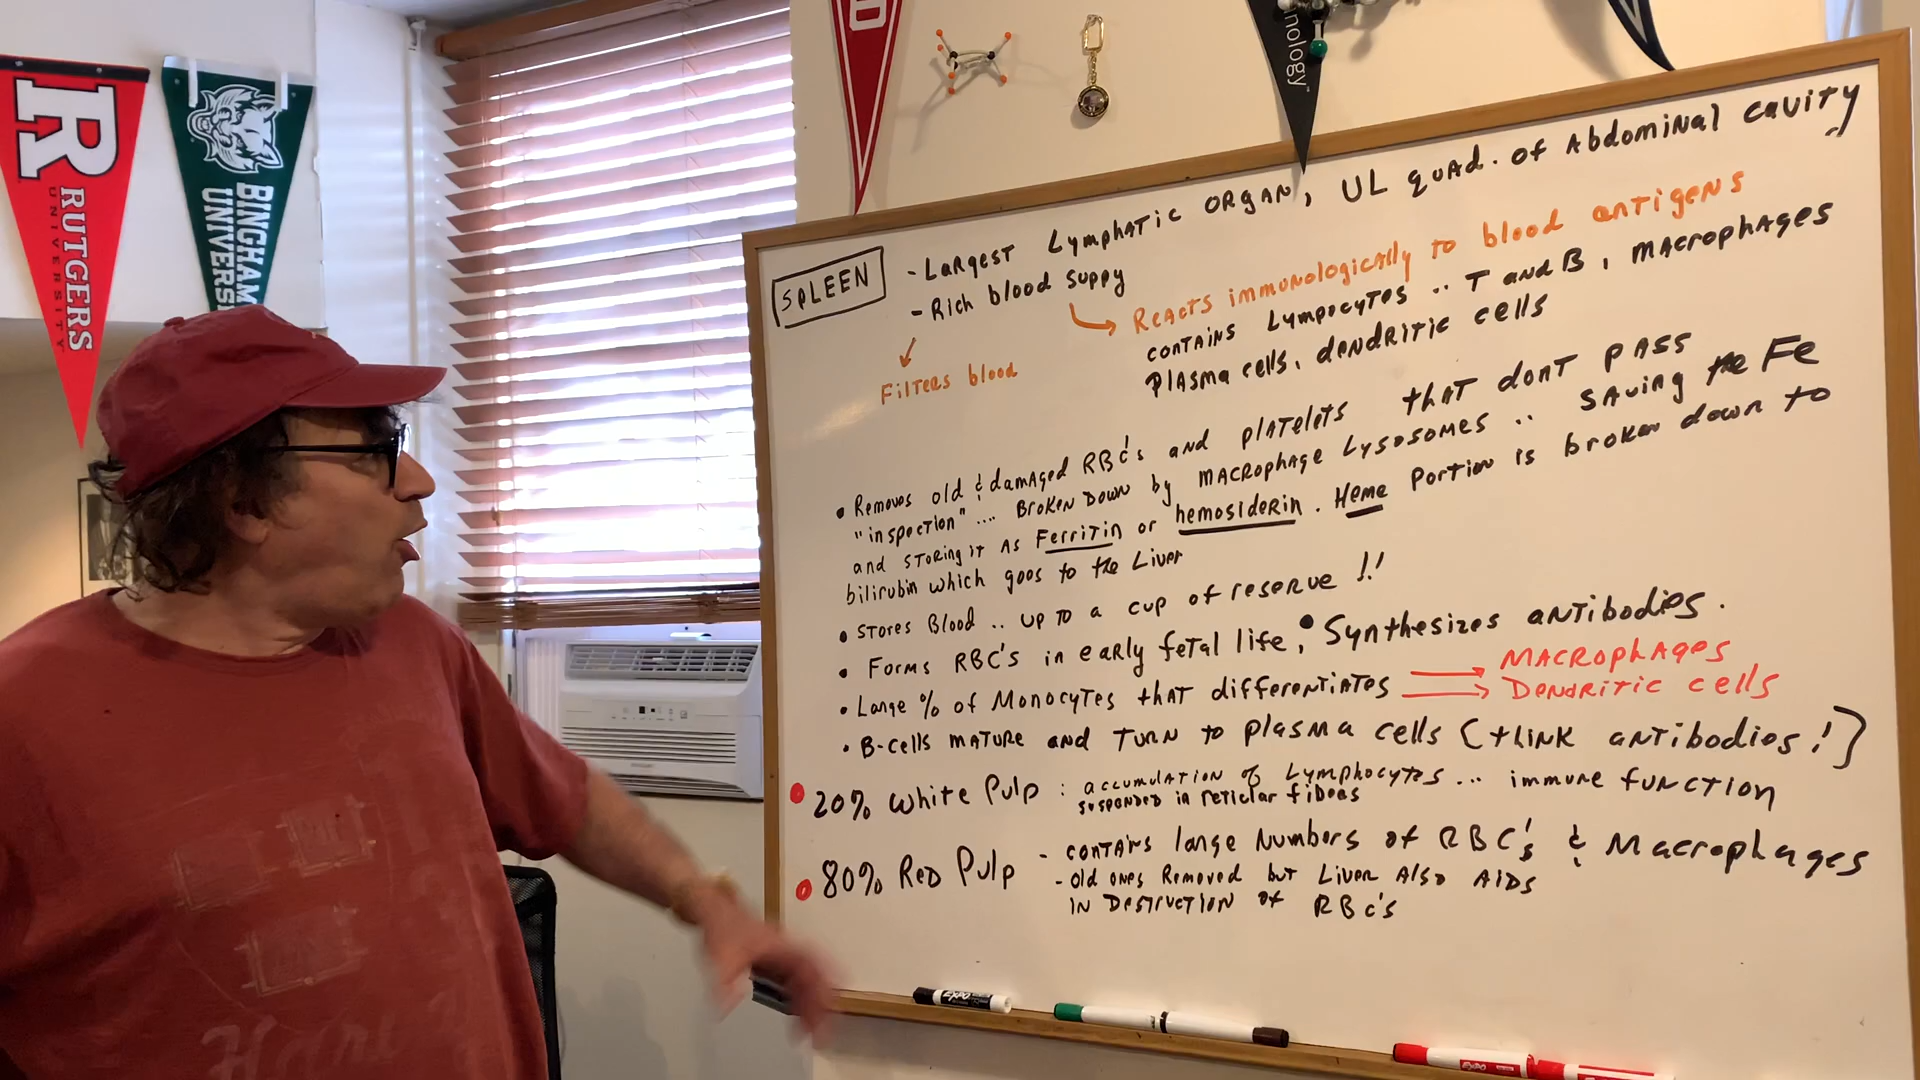 R
RUTGERS
UNIVERSITY
BINGHAM
UNIVERS
D
nology
SPLEEN
- Largest Lymphatic organ, UL quad. of Abdominal cavity
- Rich blood suppy
Reacts immunologically to blood antigens
contains Lympocytes .. T and B, macrophages
Plasma cells, dendritic cells
Filters blood
• Removes old & damaged RBC's and platelets that dont pass
"inspection" .... Broken Down by macrophage Lysosomes .. saving the Fe
and storing it as Ferritin or hemosiderin. Heme portion is broken down to
bilirubin which goes to the Liver
• Stores Blood .. up to a cup of reserve !!
• Forms RBC's in early fetal life, • Synthesizes antibodies.
• Large % of Monocytes that differentiates
Macrophages
Dendritic cells
• B-cells mature and turn to plasma cells (think antibodies!)
• 20% White Pulp : accumulation of Lymphocytes ... immune function
suspended in reticlar fibers
• 80% Red Pulp - contains large numbers of RBC's & Macrophages
- Old ones Removed but Liver Also Aids
in Destruction of RBC's
EXPO
EXPO